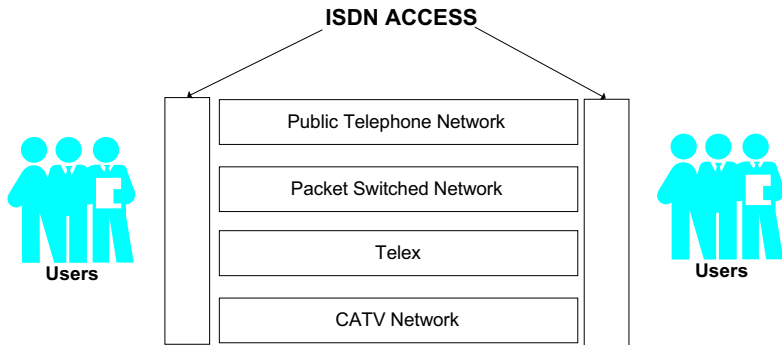 ISDN ACCESS
Public Telephone Network
Packet Switched Network
Telex
CATV Network
Users
Users